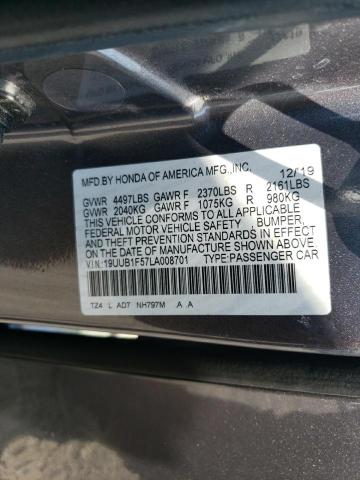 MFD.BY HONDA OF AMERICA MFG.,INC. 12/19
GVWR 4497LBS GAWR F 2370LBS R 2161LBS
GVWR 2040KG GAWR F 1075KG R 980KG
THIS VEHICLE CONFORMS TO ALL APPLICABLE
FEDERAL MOTOR VEHICLE SAFETY, BUMPER,
AND THEFT PREVENTION STANDARDS IN EFFECT
ON THE DATE OF MANUFACTURE SHOWN ABOVE.
VIN:19UUB1F57LA008701 TYPE:PASSENGER CAR
TZ4 L AD7 NH797M A A